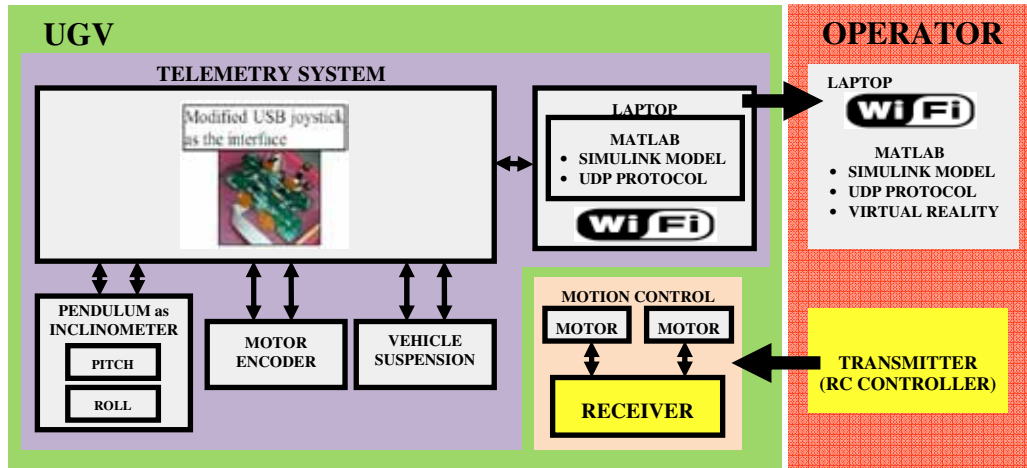 UGV
TELEMETRY SYSTEM
Modified USB joystick
as the interface
LAPTOP
MATLAB
• SIMULINK MODEL
• UDP PROTOCOL
Wi Fi
PENDULUM as
INCLINOMETER
PITCH
ROLL
MOTOR
ENCODER
VEHICLE
SUSPENSION
MOTION CONTROL
MOTOR
MOTOR
RECEIVER
OPERATOR
LAPTOP
Wi Fi
MATLAB
• SIMULINK MODEL
• UDP PROTOCOL
• VIRTUAL REALITY
TRANSMITTER
(RC CONTROLLER)